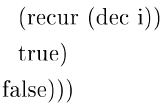 (recur (dec i))
true)
false)))